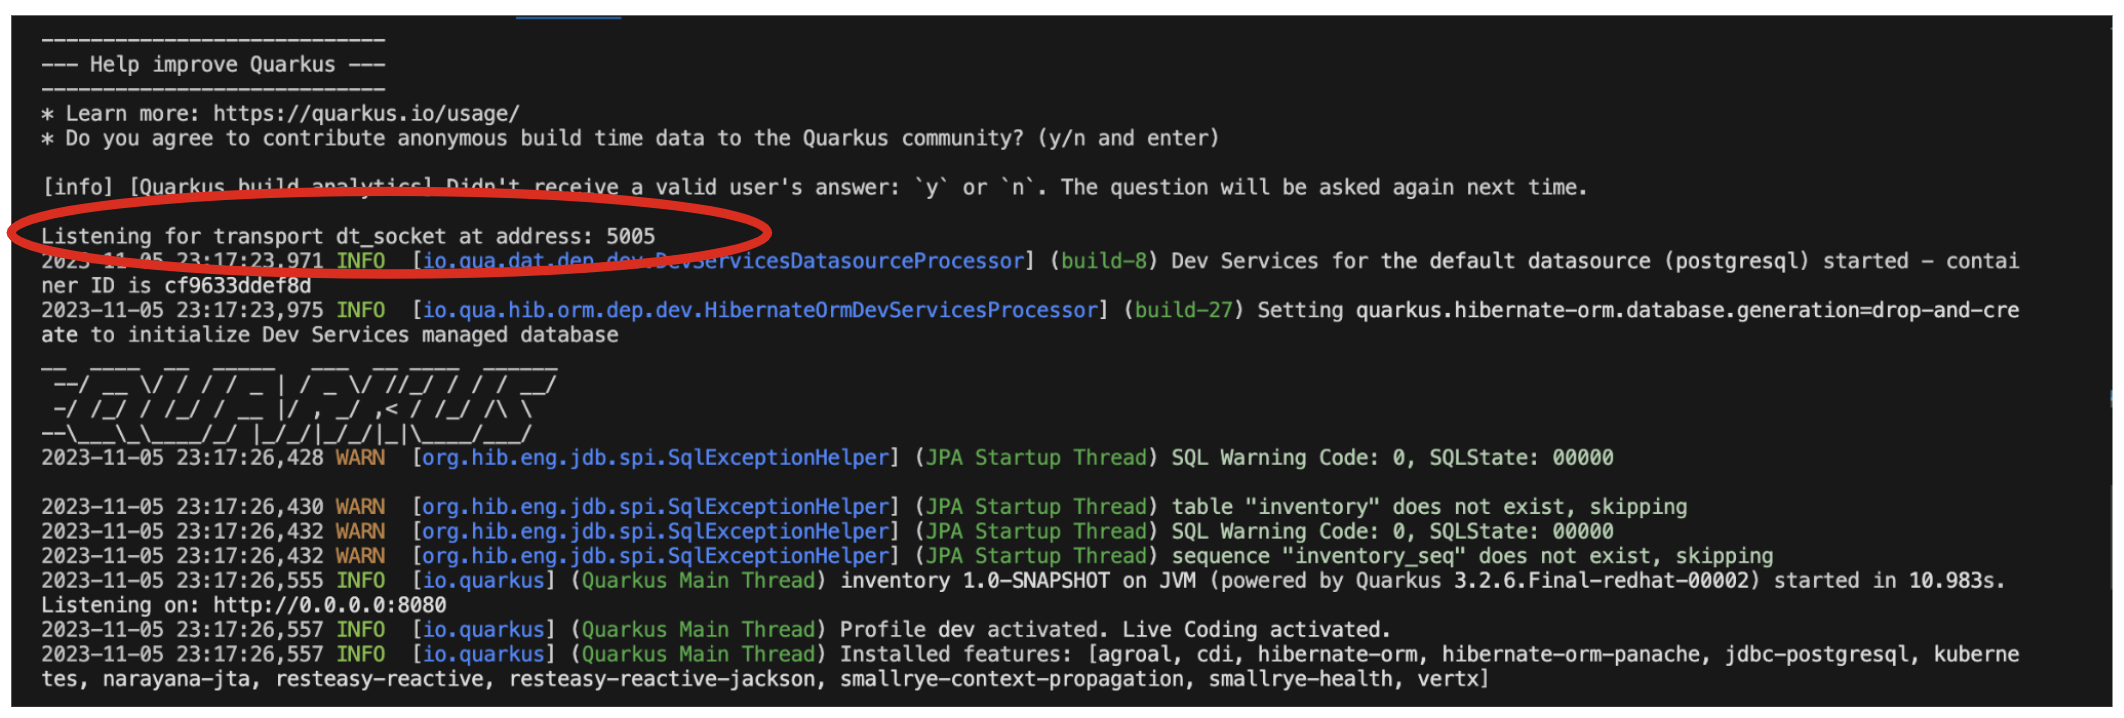 ----------------------------
--- Help improve Quarkus ---
----------------------------
* Learn more: https://quarkus.io/usage/
* Do you agree to contribute anonymous build time data to the Quarkus community? (y/n and enter)
[info] [Quarkus build analytics] Didn't receive a valid user's answer: `y` or `n`. The question will be asked again next time.
Listening for transport dt_socket at address: 5005
2023-11-05 23:17:23,971 INFO  [io.qua.dat.dep.dev.DevServicesDatasourceProcessor] (build-8) Dev Services for the default datasource (postgresql) started - contai
ner ID is cf9633ddef8d
2023-11-05 23:17:23,975 INFO  [io.qua.hib.orm.dep.dev.HibernateOrmDevServicesProcessor] (build-27) Setting quarkus.hibernate-orm.database.generation=drop-and-cre
ate to initialize Dev Services managed database
QUARKUS
2023-11-05 23:17:26,428 WARN  [org.hib.eng.jdb.spi.SqlExceptionHelper] (JPA Startup Thread) SQL Warning Code: 0, SQLState: 00000
2023-11-05 23:17:26,430 WARN  [org.hib.eng.jdb.spi.SqlExceptionHelper] (JPA Startup Thread) table "inventory" does not exist, skipping
2023-11-05 23:17:26,432 WARN  [org.hib.eng.jdb.spi.SqlExceptionHelper] (JPA Startup Thread) SQL Warning Code: 0, SQLState: 00000
2023-11-05 23:17:26,432 WARN  [org.hib.eng.jdb.spi.SqlExceptionHelper] (JPA Startup Thread) sequence "inventory_seq" does not exist, skipping
2023-11-05 23:17:26,555 INFO  [io.quarkus] (Quarkus Main Thread) inventory 1.0-SNAPSHOT on JVM (powered by Quarkus 3.2.6.Final-redhat-00002) started in 10.983s.
Listening on: http://0.0.0.0:8080
2023-11-05 23:17:26,557 INFO  [io.quarkus] (Quarkus Main Thread) Profile dev activated. Live Coding activated.
2023-11-05 23:17:26,557 INFO  [io.quarkus] (Quarkus Main Thread) Installed features: [agroal, cdi, hibernate-orm, hibernate-orm-panache, jdbc-postgresql, kuberne
tes, narayana-jta, resteasy-reactive, resteasy-reactive-jackson, smallrye-context-propagation, smallrye-health, vertx]